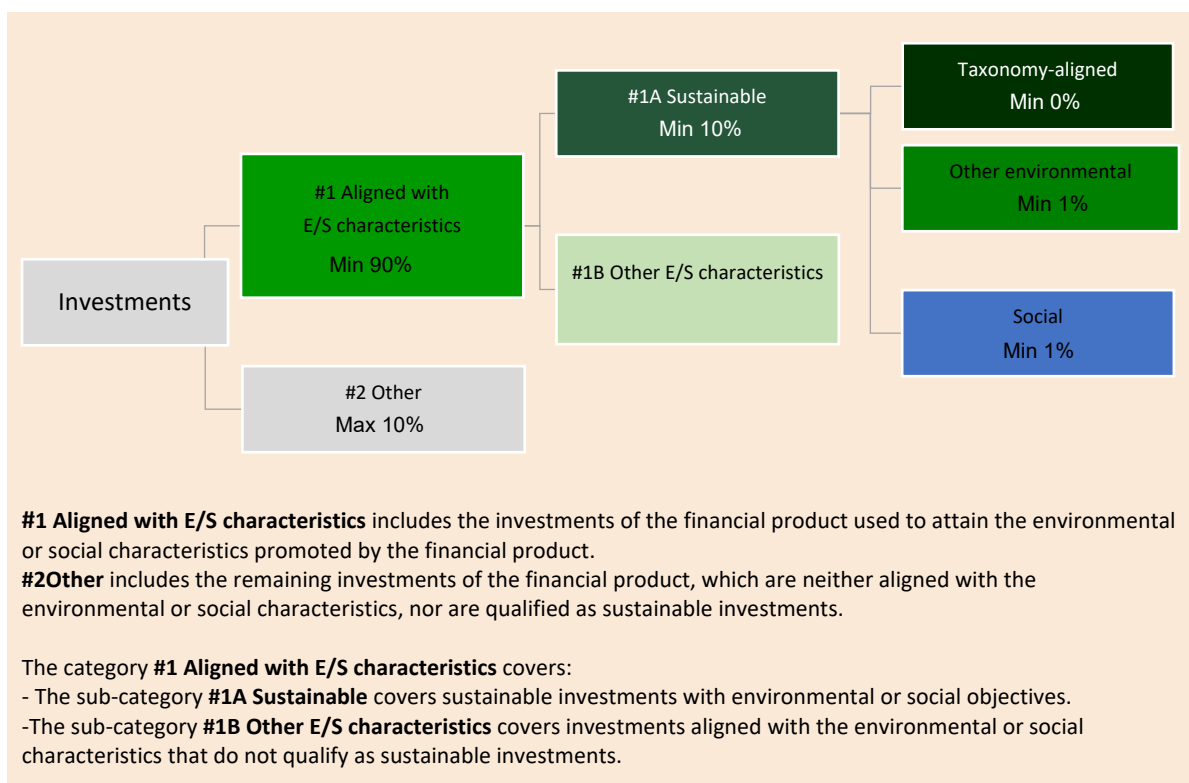 Investments
#1 Aligned with
E/S characteristics
Min 90%
#2 Other
Max 10%
#1A Sustainable
Min 10%
#1B Other E/S characteristics
Taxonomy-aligned
Min 0%
Other environmental
Min 1%
Social
Min 1%
#1 Aligned with E/S characteristics includes the investments of the financial product used to attain the environmental
or social characteristics promoted by the financial product.
#2Other includes the remaining investments of the financial product, which are neither aligned with the
environmental or social characteristics, nor are qualified as sustainable investments.
The category #1 Aligned with E/S characteristics covers:
- The sub-category #1A Sustainable covers sustainable investments with environmental or social objectives.
-The sub-category #1B Other E/S characteristics covers investments aligned with the environmental or social
characteristics that do not qualify as sustainable investments.